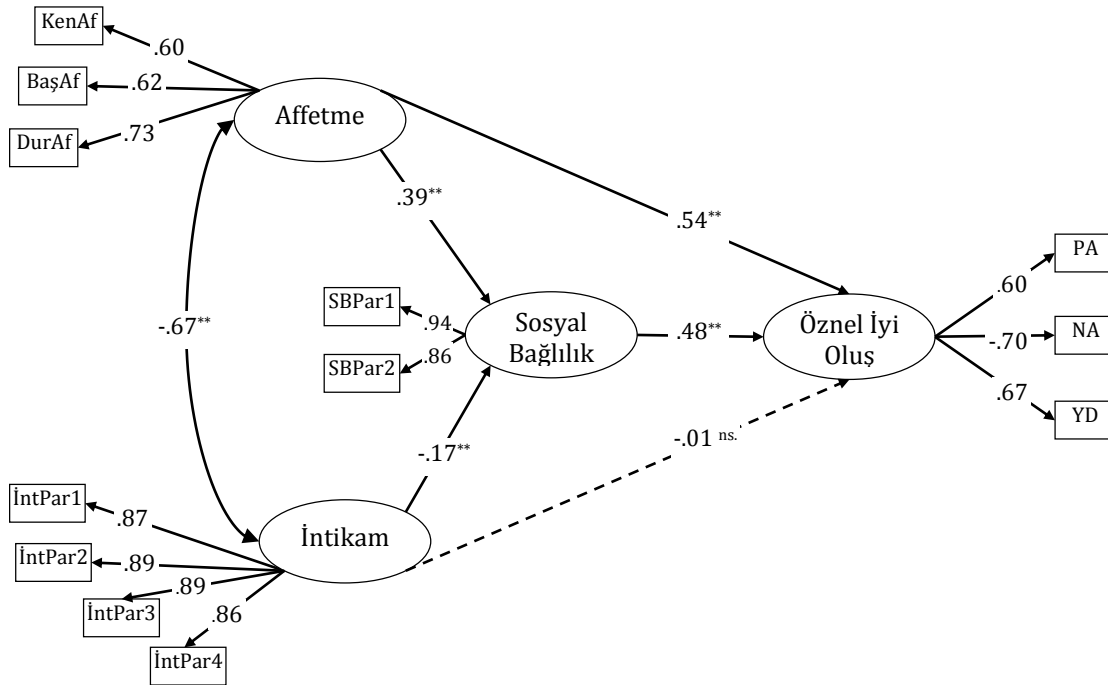 KenAf
.60
BaşAf
.62
DurAf
.73
Affetme
.39**
.54**
-.67**
SBPar1
.94
SBPar2
.86
Sosyal
Bağlılık
.48**
Öznel İyi
Oluş
.60
PA
-.70
NA
.67
YD
-.17**
-.01 ns.
İntikam
İntPar1
.87
İntPar2
.89
İntPar3
.89
İntPar4
.86